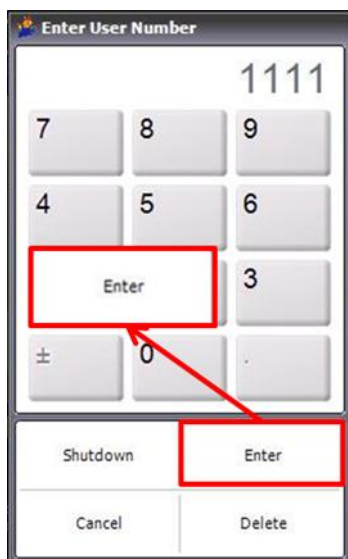 Enter User Number
1111
7 8 9
4 5 6
Enter 3
± 0 .
Shutdown Enter
Cancel Delete